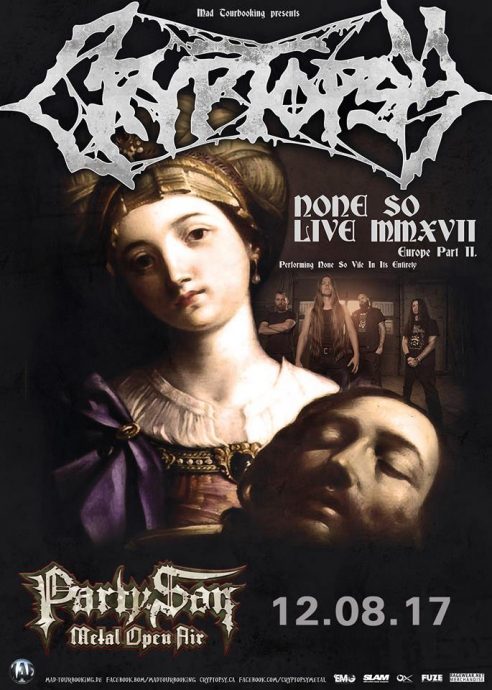 Mad Tourbooking presents
CRYPTOPSY
NONE SO
LIVE MMXVII
Europe Part II.
Performing None So Vile In Its Entirety
Party.San
Metal Open Air
12.08.17
MAD-TOURBOOKING.DE FACEBOOK.COM/MADTOURBOOKING CRYPTOPSY.CA FACEBOOK.COM/CRYPTOPSYMETAL
EMP SLAM OX FUZE